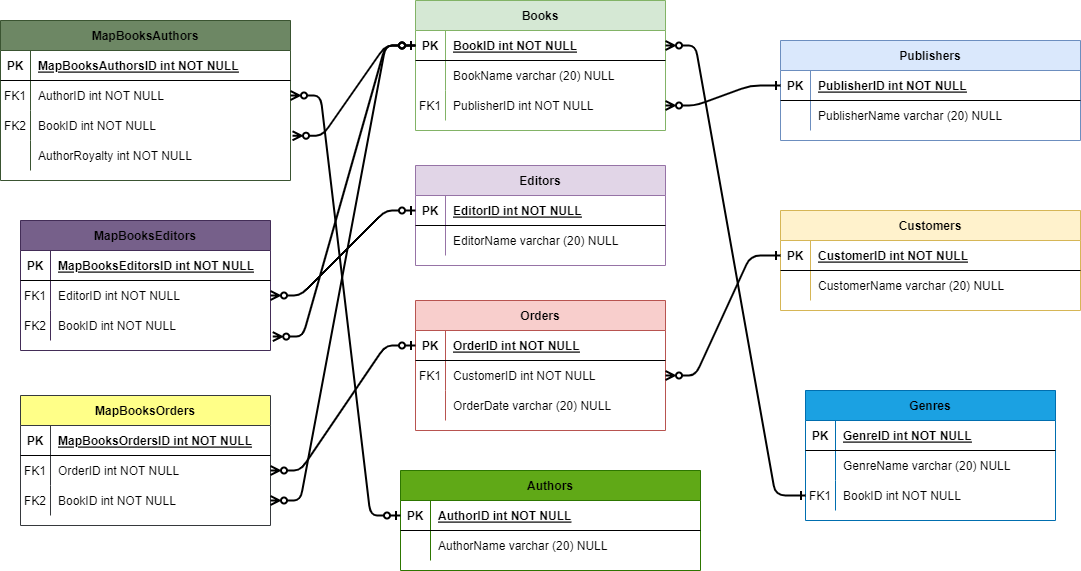 MapBooksAuthors
PK MapBooksAuthorsID int NOT NULL
FK1 AuthorID int NOT NULL
FK2 BookID int NOT NULL
AuthorRoyalty int NOT NULL
MapBooksEditors
PK MapBooksEditorsID int NOT NULL
FK1 EditorID int NOT NULL
FK2 BookID int NOT NULL
MapBooksOrders
PK MapBooksOrdersID int NOT NULL
FK1 OrderID int NOT NULL
FK2 BookID int NOT NULL
Books
PK BookID int NOT NULL
BookName varchar (20) NULL
FK1 PublisherID int NOT NULL
Editors
PK EditorID int NOT NULL
EditorName varchar (20) NULL
Orders
PK OrderID int NOT NULL
FK1 CustomerID int NOT NULL
OrderDate varchar (20) NULL
Authors
PK AuthorID int NOT NULL
AuthorName varchar (20) NULL
Publishers
PK PublisherID int NOT NULL
PublisherName varchar (20) NULL
Customers
PK CustomerID int NOT NULL
CustomerName varchar (20) NULL
Genres
PK GenreID int NOT NULL
GenreName varchar (20) NULL
FK1 BookID int NOT NULL